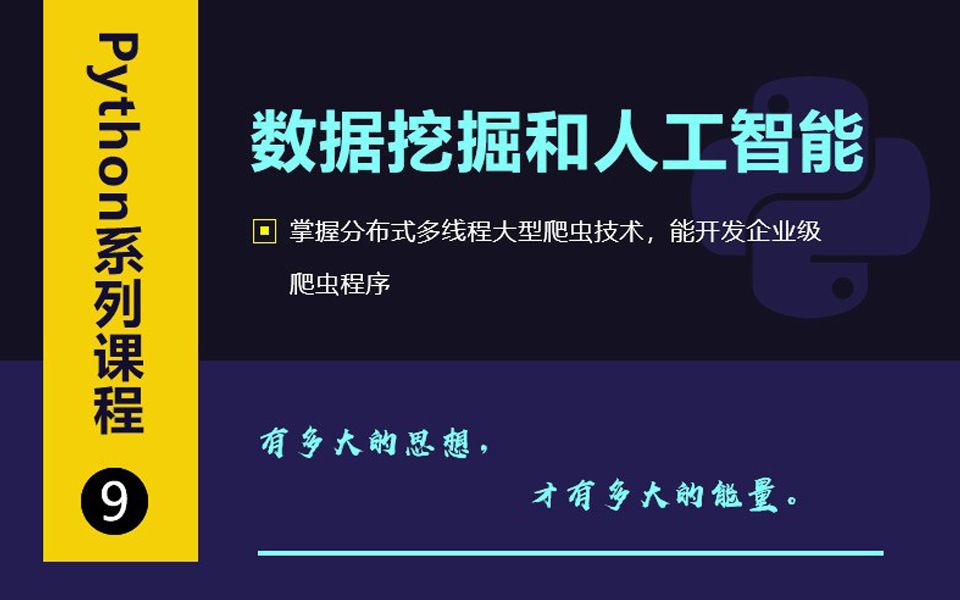 Python系列课程
9
数据挖掘和人工智能
掌握分布式多线程大型爬虫技术，能开发企业级
爬虫程序
有多大的思想，
才有多大的能量。